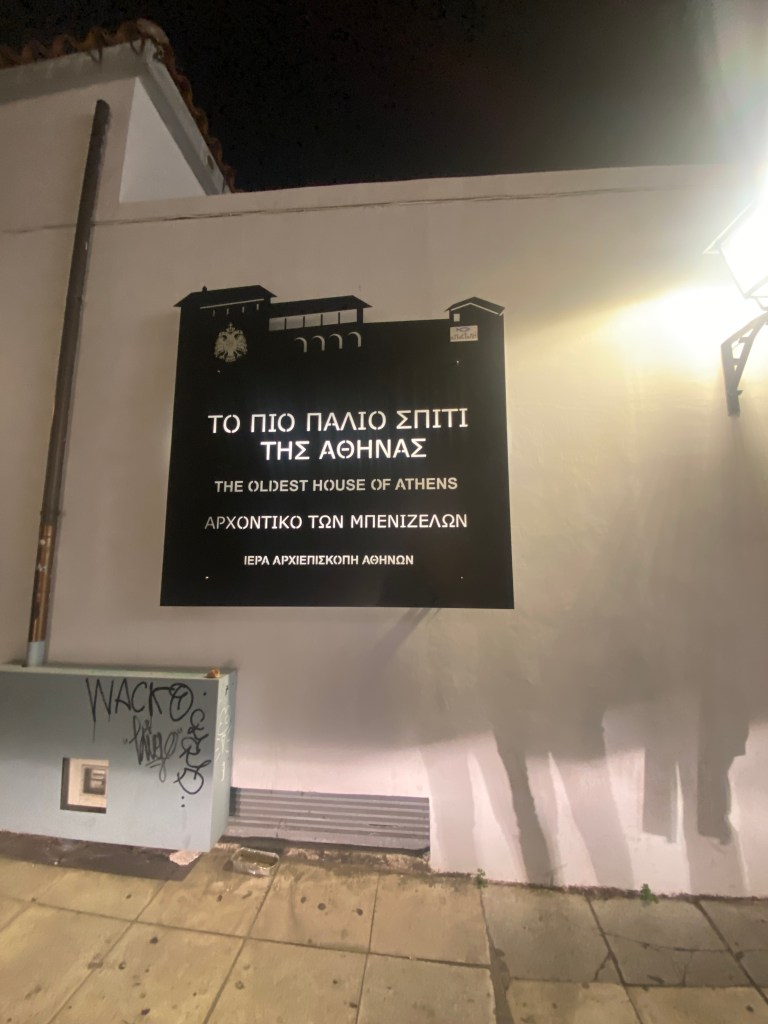 ΤΟ ΠΙΟ ΠΑΛΙΟ ΣΠΙΤΙ
ΤΗΣ ΑΘΗΝΑΣ
THE OLDEST HOUSE OF ATHENS
ΑΡΧΟΝΤΙΚΟ ΤΩΝ ΜΠΕΝΙΖΕΛΩΝ
ΙΕΡΑ ΑΡΧΙΕΠΙΣΚΟΠΗ ΑΘΗΝΩΝ
WACKO